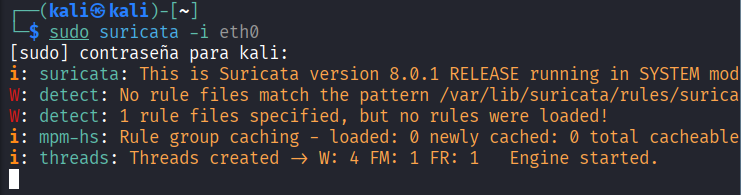 ┌──(kali㉿kali)-[~]
└─$ sudo suricata -i eth0
[sudo] contraseña para kali:
i: suricata: This is Suricata version 8.0.1 RELEASE running in SYSTEM mod
W: detect: No rule files match the pattern /var/lib/suricata/rules/surica
W: detect: 1 rule files specified, but no rules were loaded!
i: mpm-hs: Rule group caching - loaded: 0 newly cached: 0 total cacheable
i: threads: Threads created -> W: 4 FM: 1 FR: 1   Engine started.